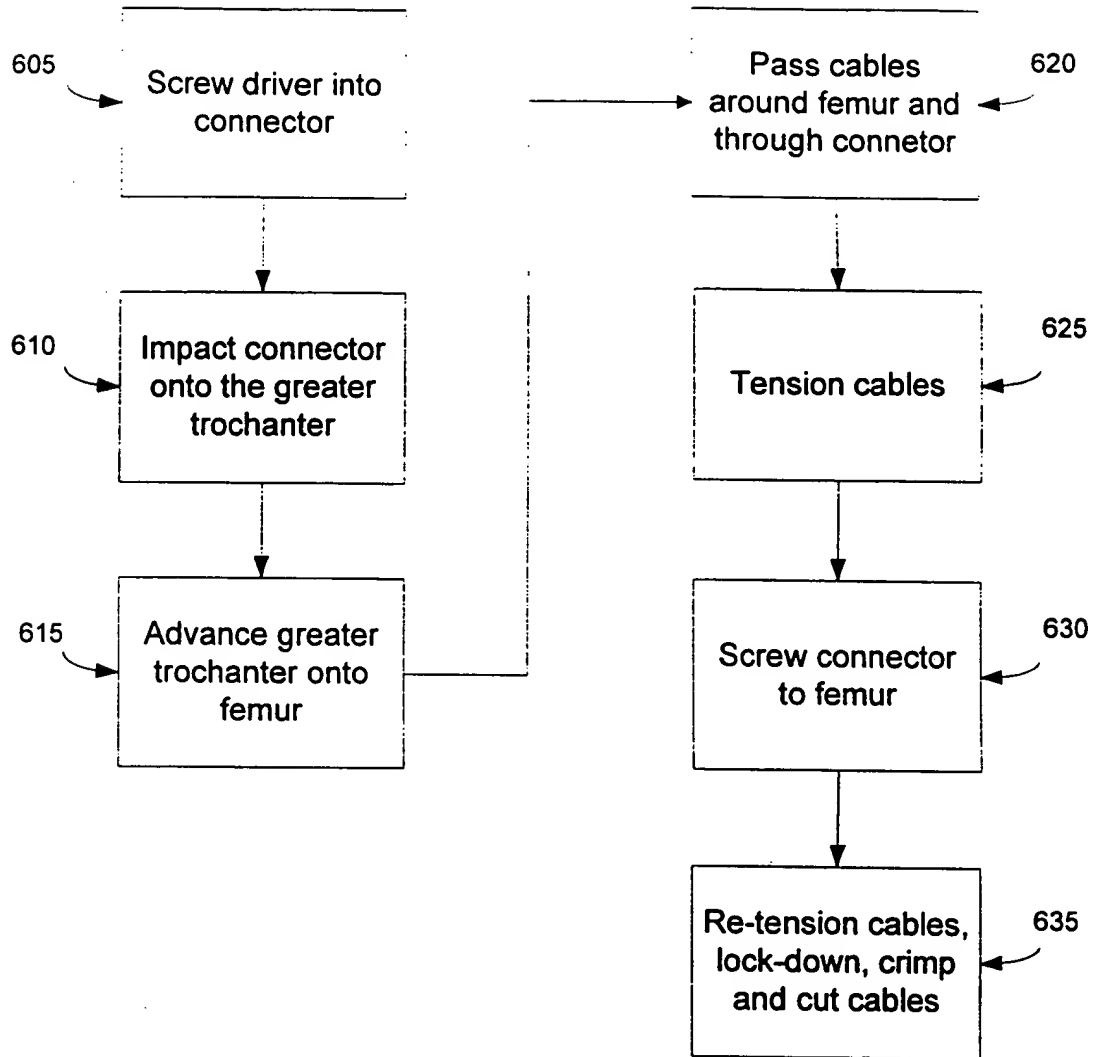 605
Screw driver into
connector
610
Impact connector
onto the greater
trochanter
615
Advance greater
trochanter onto
femur
620
Pass cables
around femur and
through connetor
625
Tension cables
630
Screw connector
to femur
635
Re-tension cables,
lock-down, crimp
and cut cables